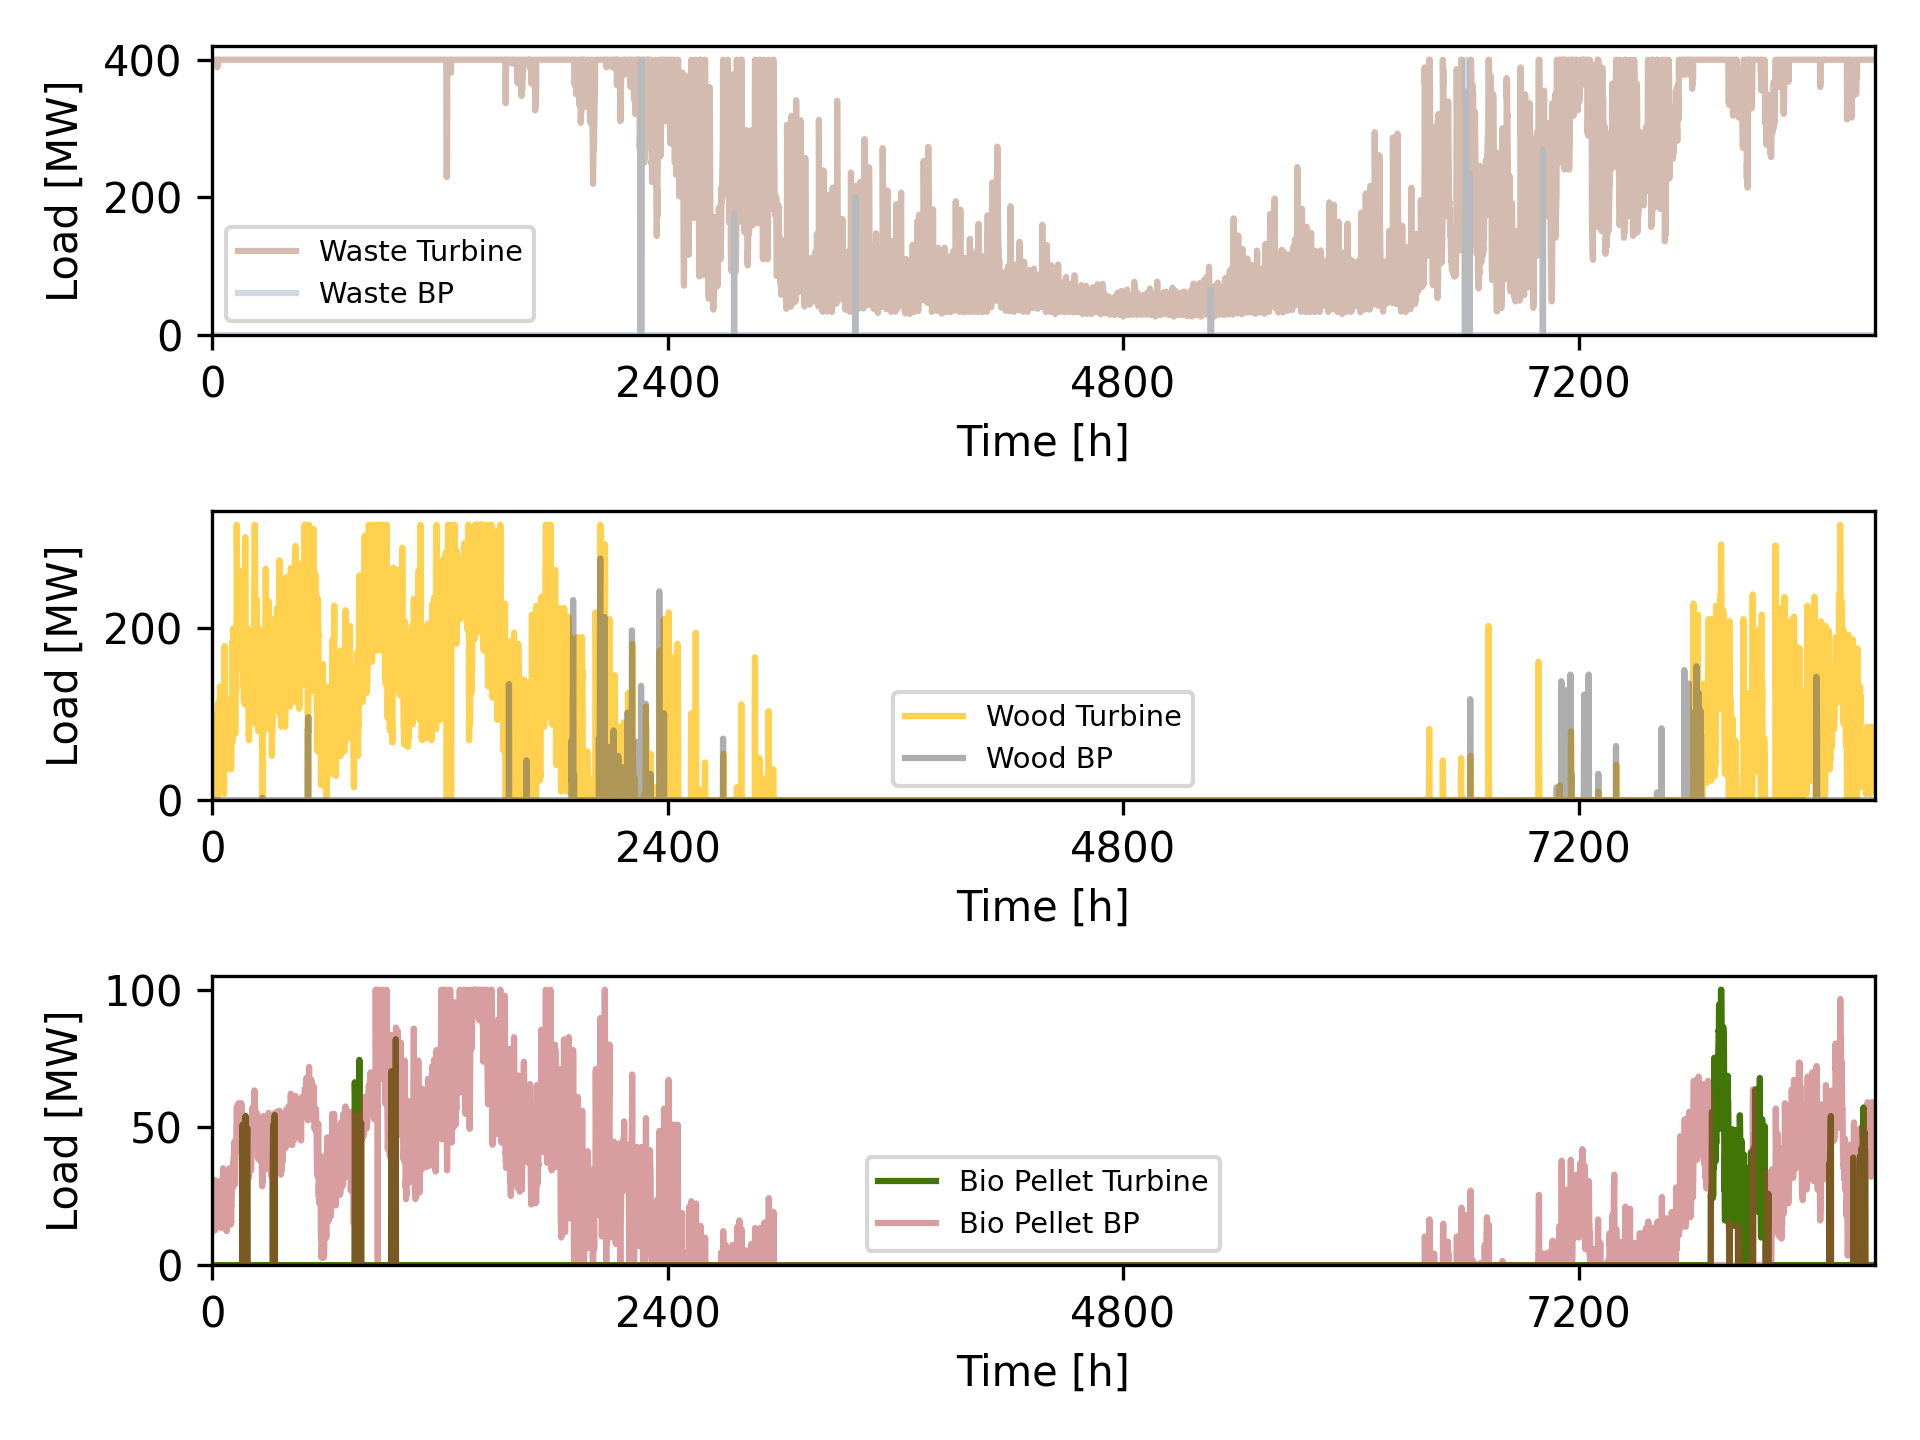 400
200
0
Load [MW]
Waste Turbine
Waste BP
0 2400 4800 7200
Time [h]
200
0
Load [MW]
Wood Turbine
Wood BP
0 2400 4800 7200
Time [h]
100
50
0
Load [MW]
Bio Pellet Turbine
Bio Pellet BP
0 2400 4800 7200
Time [h]